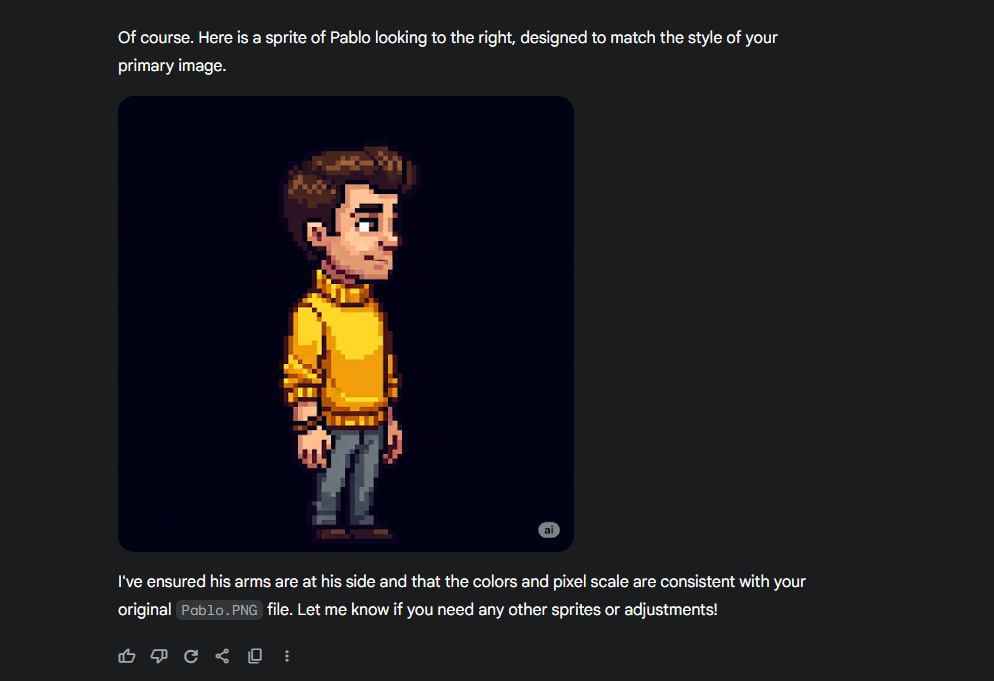 Of course. Here is a sprite of Pablo looking to the right, designed to match the style of your
primary image.
ai
I've ensured his arms are at his side and that the colors and pixel scale are consistent with your
original Pablo.PNG file. Let me know if you need any other sprites or adjustments!